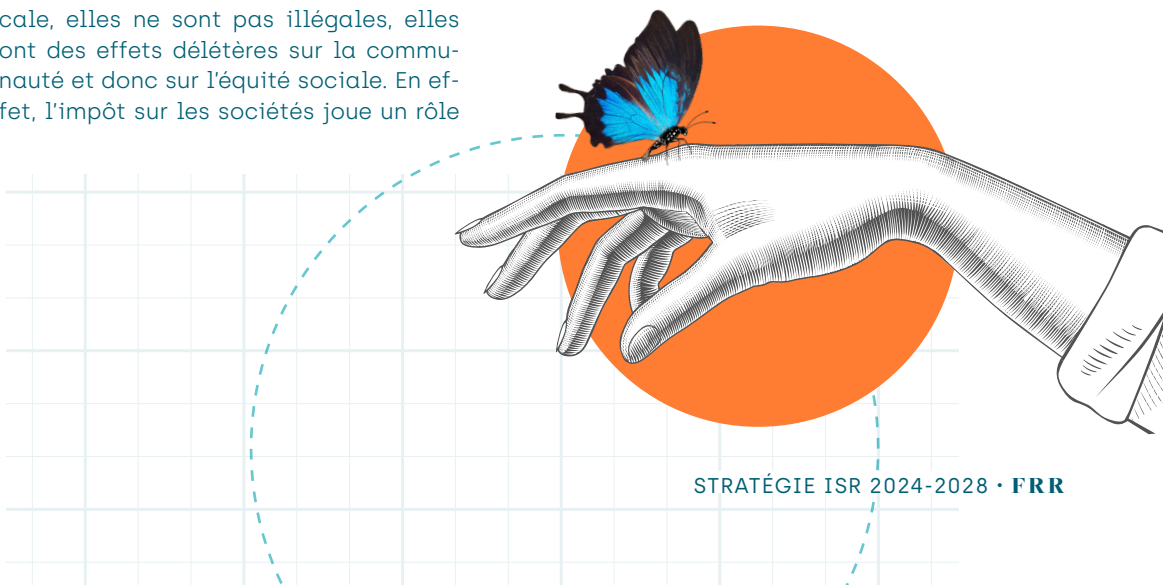 cale, elles ne sont pas illégales, elles
ont des effets délétères sur la commu-
nauté et donc sur l’équité sociale. En ef-
fet, l’impôt sur les sociétés joue un rôle
STRATÉGIE ISR 2024-2028 • FRR